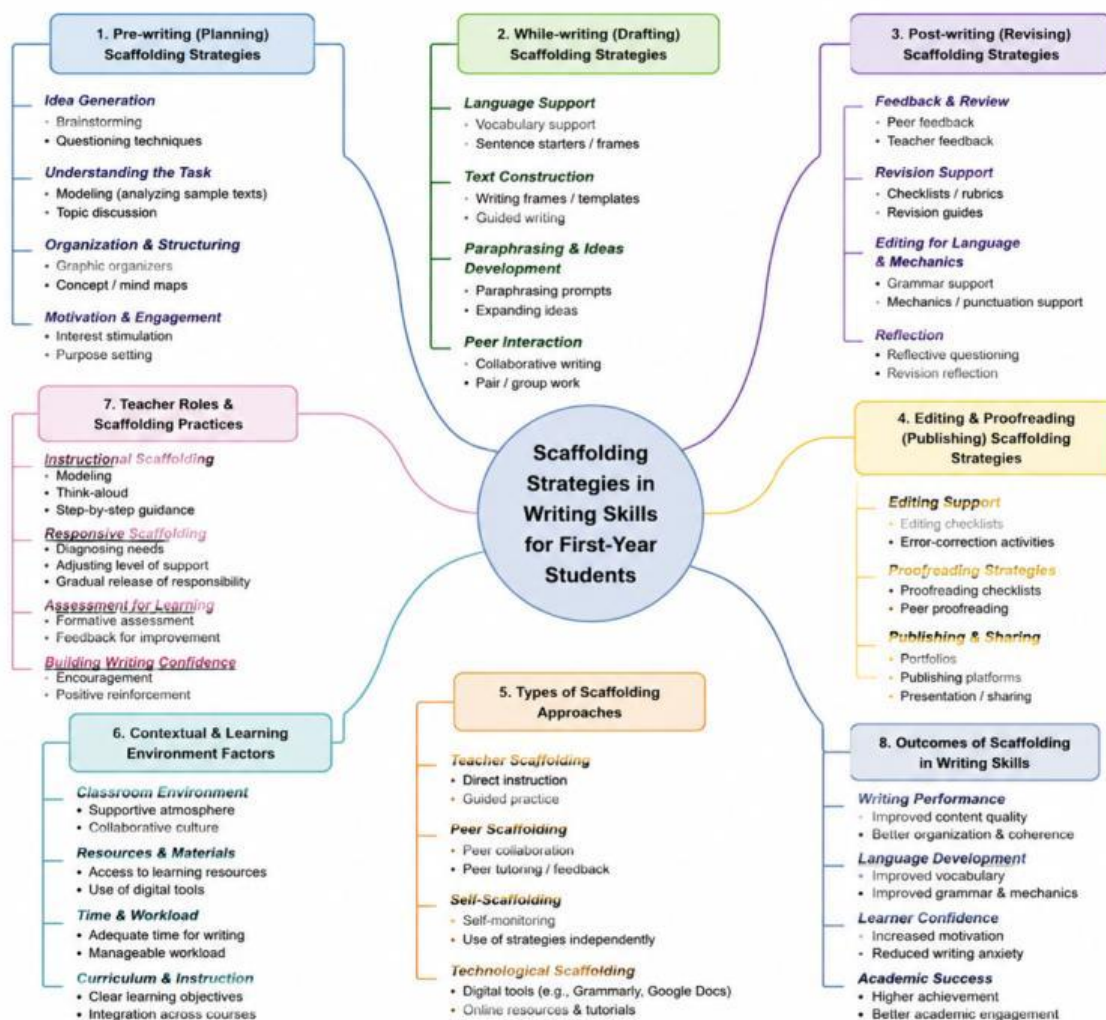 1. Pre-writing (Planning)
Scaffolding Strategies
Idea Generation
Brainstorming
Questioning techniques
Understanding the Task
Modeling (analyzing sample texts)
Topic discussion
Organization & Structuring
Graphic organizers
Concept / mind maps
Motivation & Engagement
Interest stimulation
Purpose setting
2. While-writing (Drafting)
Scaffolding Strategies
Language Support
Vocabulary support
Sentence starters / frames
Text Construction
Writing frames / templates
Guided writing
Paraphrasing & Ideas
Development
Paraphrasing prompts
Expanding ideas
Peer Interaction
Collaborative writing
Pair / group work
3. Post-writing (Revising)
Scaffolding Strategies
Feedback & Review
Peer feedback
Teacher feedback
Revision Support
Checklists / rubrics
Revision guides
Editing for Language
& Mechanics
Grammar support
Mechanics / punctuation support
Reflection
Reflective questioning
Revision reflection
Scaffolding
Strategies in
Writing Skills
for First-Year
Students
4. Editing & Proofreading
(Publishing) Scaffolding
Strategies
Editing Support
Editing checklists
Error-correction activities
Proofreading Strategies
Proofreading checklists
Peer proofreading
Publishing & Sharing
Portfolios
Publishing platforms
Presentation / sharing
5. Types of Scaffolding
Approaches
Teacher Scaffolding
Direct instruction
Guided practice
Peer Scaffolding
Peer collaboration
Peer tutoring / feedback
Self-Scaffolding
Self-monitoring
Use of strategies independently
Technological Scaffolding
Digital tools (e.g., Grammarly, Google Docs)
Online resources & tutorials
6. Contextual & Learning
Environment Factors
Classroom Environment
Supportive atmosphere
Collaborative culture
Resources & Materials
Access to learning resources
Use of digital tools
Time & Workload
Adequate time for writing
Manageable workload
Curriculum & Instruction
Clear learning objectives
Integration across courses
7. Teacher Roles &
Scaffolding Practices
Instructional Scaffolding
Modeling
Think-aloud
Step-by-step guidance
Responsive Scaffolding
Diagnosing needs
Adjusting level of support
Gradual release of responsibility
Assessment for Learning
Formative assessment
Feedback for improvement
Building Writing Confidence
Encouragement
Positive reinforcement
8. Outcomes of Scaffolding
in Writing Skills
Writing Performance
Improved content quality
Better organization & coherence
Language Development
Improved vocabulary
Improved grammar & mechanics
Learner Confidence
Increased motivation
Reduced writing anxiety
Academic Success
Higher achievement
Better academic engagement